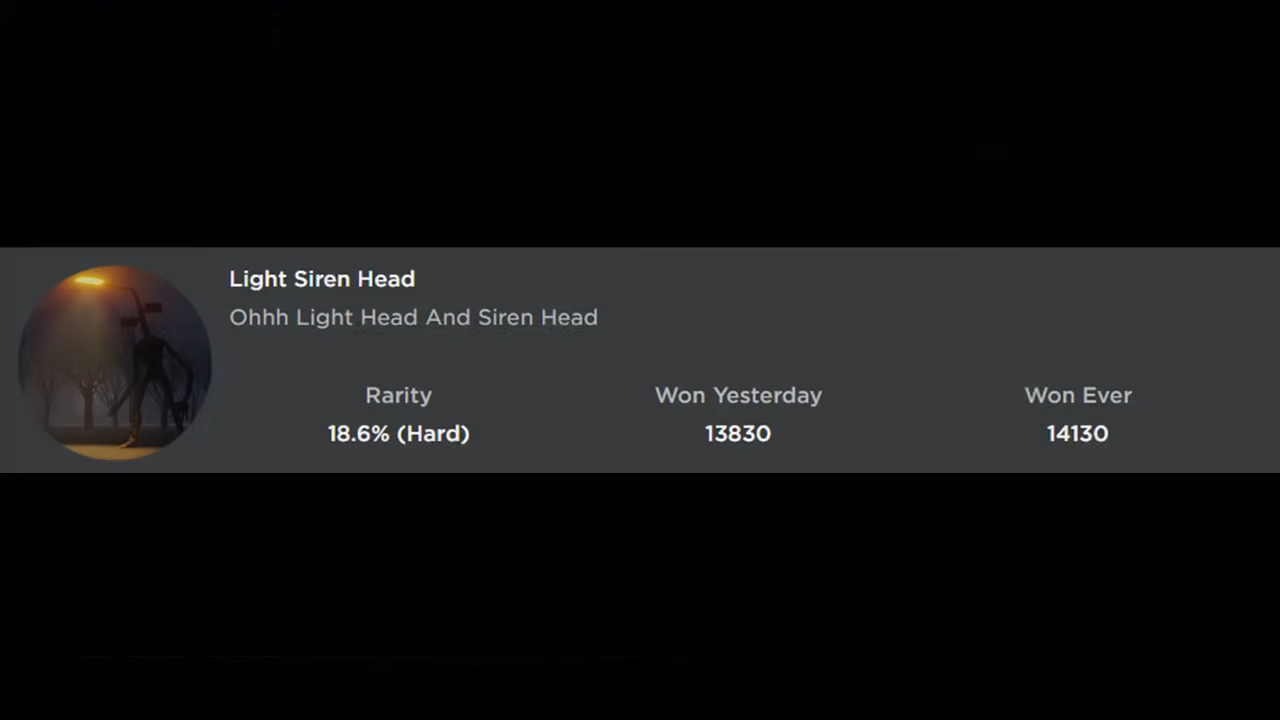 Light Siren Head
Ohhh Light Head And Siren Head
Rarity Won Yesterday Won Ever
18.6% (Hard) 13830 14130